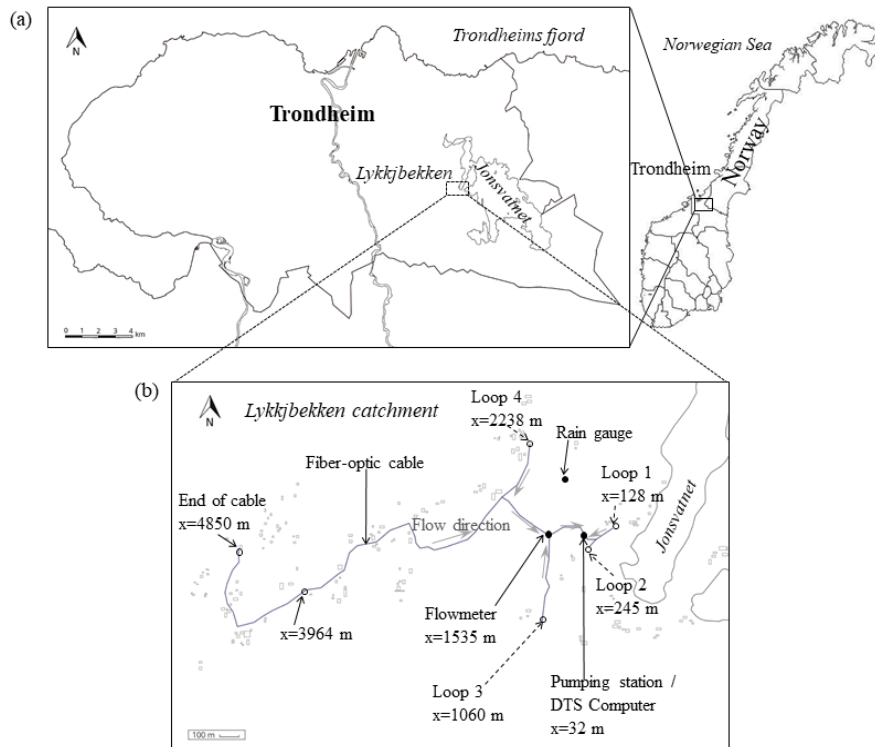 (a)
N
Trondheims fjord
Norwegian Sea
Trondheim
Lykkjbekken
Jonsvatnet
Trondheim
Norway
0 1 2 3 4
km
(b)
N
Lykkjbekken catchment
Loop 4
x=2238 m
Rain gauge
Fiber-optic cable
Loop 1
x=128 m
End of cable
x=4850 m
Flow direction
Jonsvatnet
Loop 2
x=245 m
Flowmeter
x=1535 m
x=3964 m
Loop 3
x=1060 m
Pumping station /
DTS Computer
x=32 m
100 m